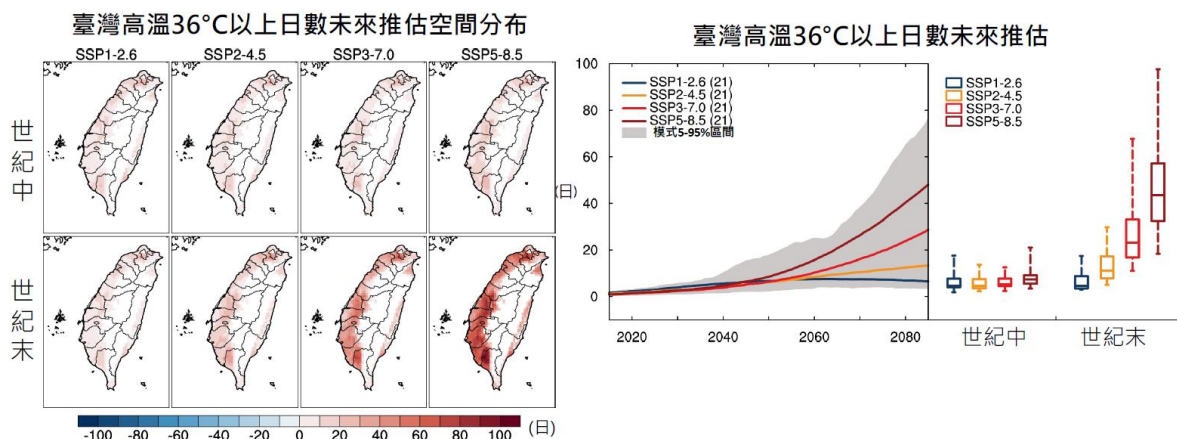 臺灣高溫36°C以上日數未來推估空間分布
SSP1-2.6 SSP2-4.5 SSP3-7.0 SSP5-8.5
世紀中
世紀末
-100 -80 -60 -40 -20 0 20 40 60 80 100 (日)
臺灣高溫36°C以上日數未來推估
(日)
100
80
60
40
20
0
SSP1-2.6 (21)
SSP2-4.5 (21)
SSP3-7.0 (21)
SSP5-8.5 (21)
模式5-95%區間
2020 2040 2060 2080
SSP1-2.6
SSP2-4.5
SSP3-7.0
SSP5-8.5
世紀中 世紀末